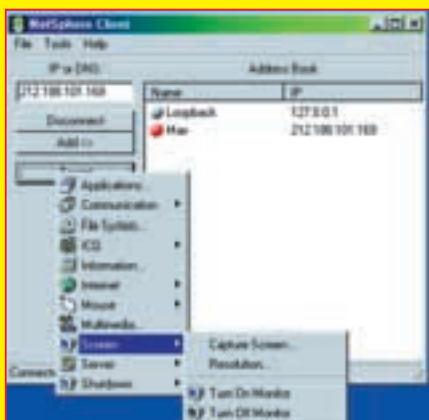 NetSphere Client
File Tools Help
IP or DNS:
Address Book
212.186.101.169
Name IP
Disconnect
Loopback 127.0.0.1
Add =>
Max 212.186.101.169
Applications...
Communication
File System...
ICQ
Information...
Internet
Mouse
Multimedia...
Screen
Capture Screen...
Server
Resolution...
Shutdown
Turn On Monitor
Turn Off Monitor